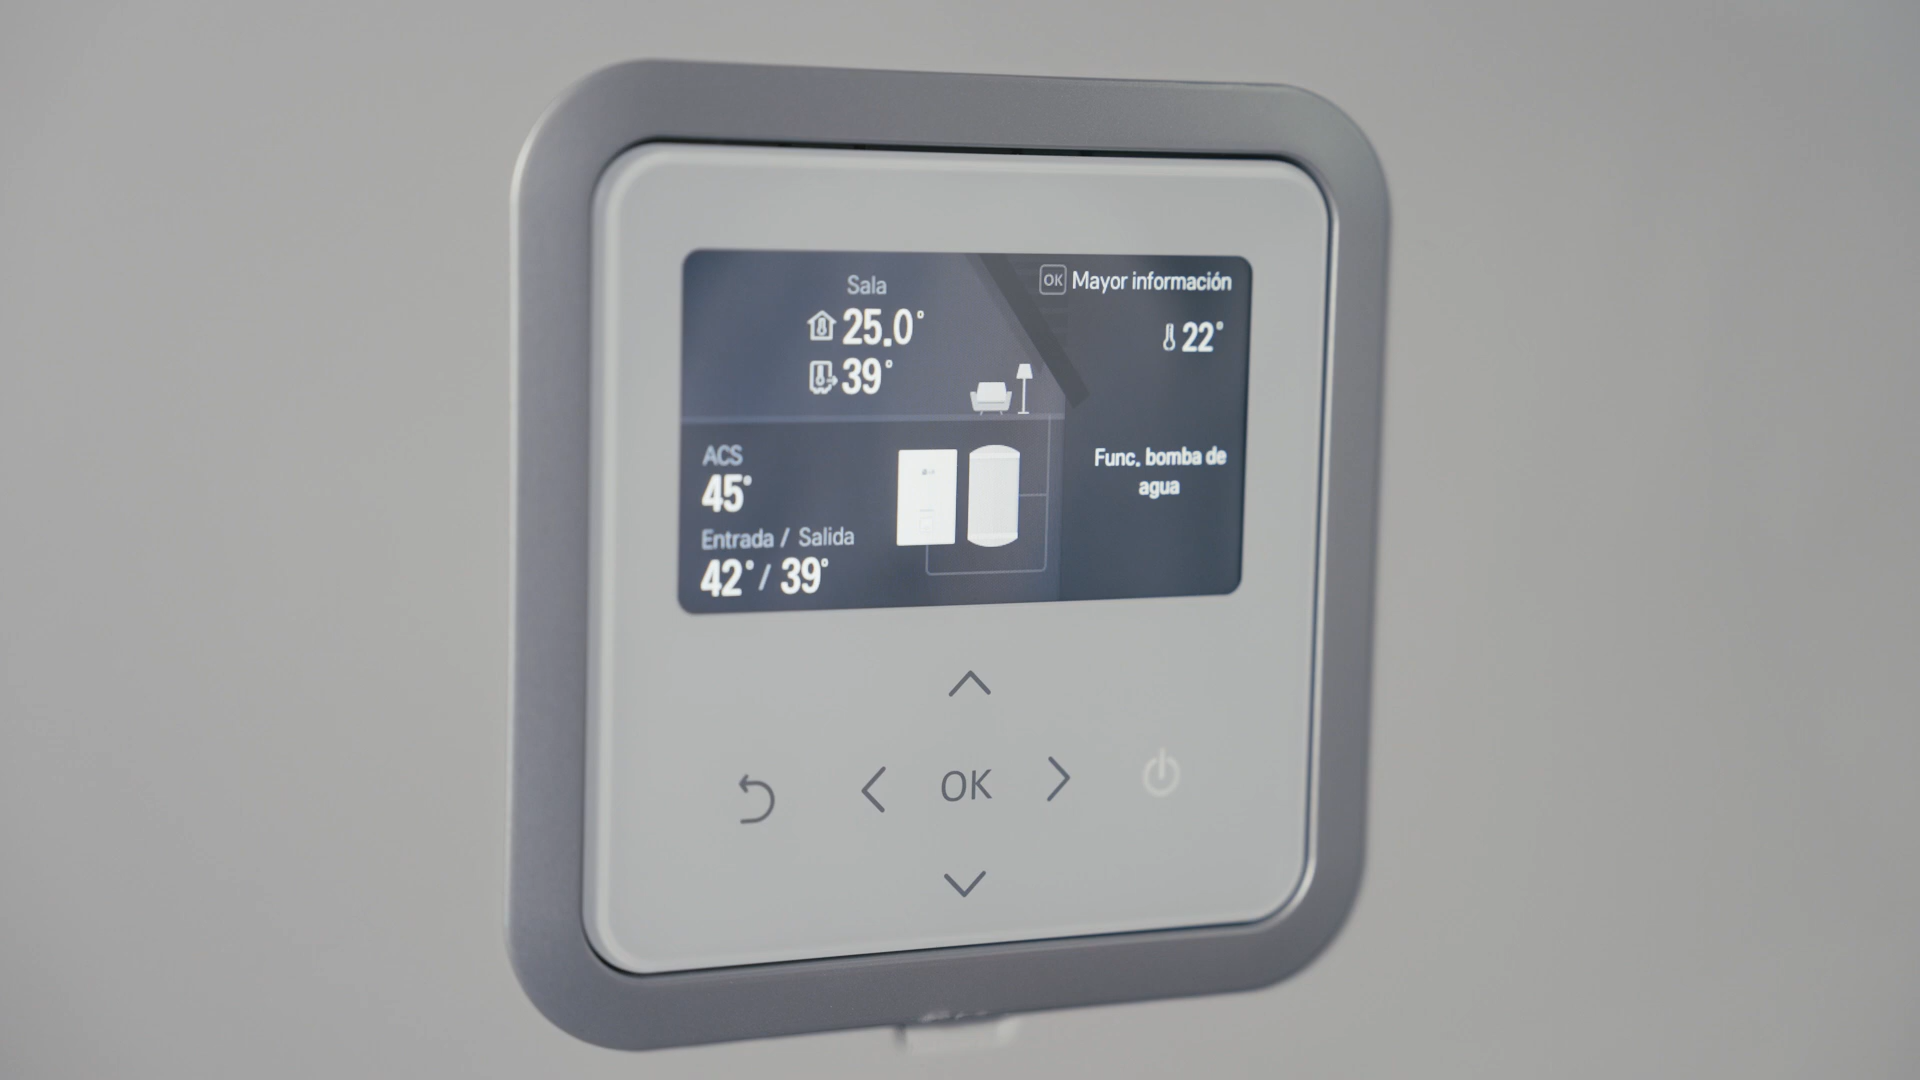 Sala
25.0°
39°
OK Mayor información
22°
ACS
45°
Entrada / Salida
42° / 39°
Func. bomba de
agua
OK